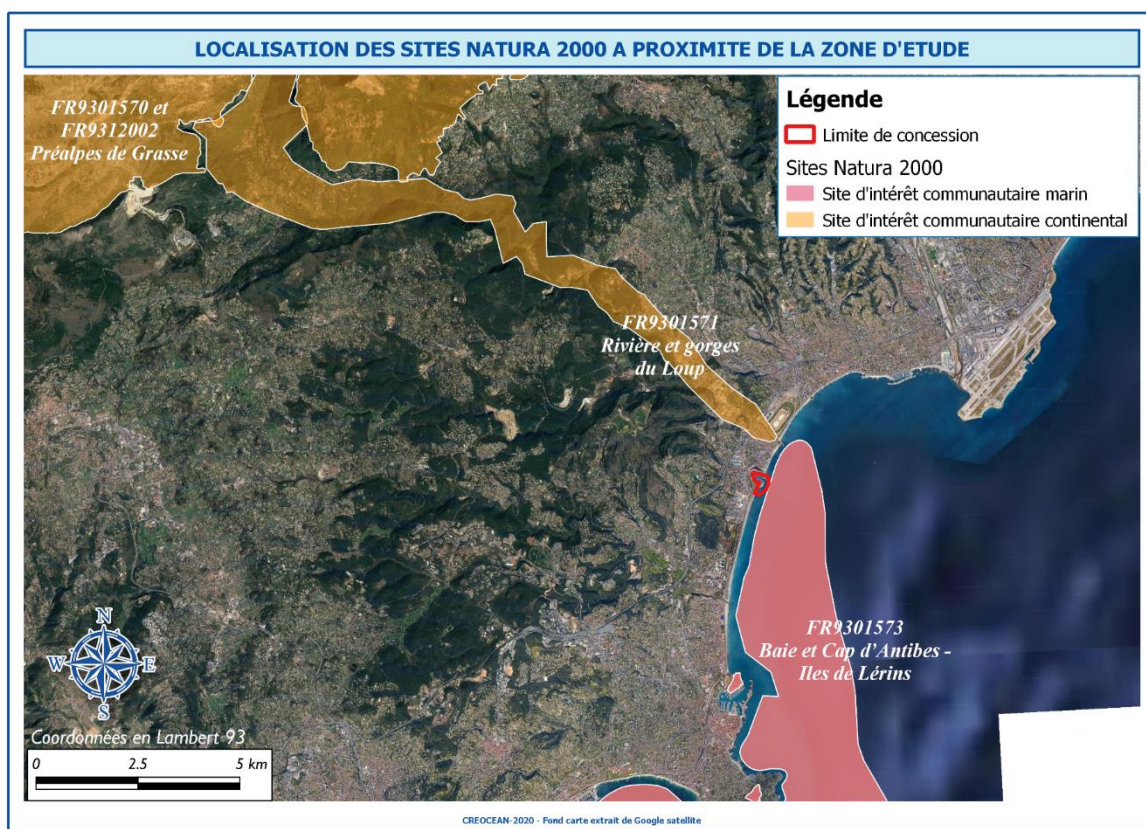 LOCALISATION DES SITES NATURA 2000 A PROXIMITE DE LA ZONE D'ETUDE
FR9301570 et
FR9312002
Préalpes de Grasse
Légende
Limite de concession
Sites Natura 2000
Site d'intérêt communautaire marin
Site d'intérêt communautaire continental
FR9301571
Rivière et gorges
du Loup
FR9301573
Baie et Cap d'Antibes -
Iles de Lérins
N
W E
S
Coordonnées en Lambert 93
0 2.5 5 km
CREOCEAN-2020 - Fond carte extrait de Google satellite